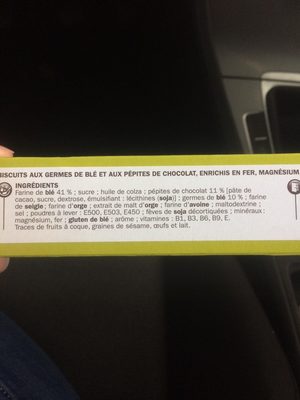 BISCUITS AUX GERMES DE BLÉ ET AUX PÉPITES DE CHOCOLAT, ENRICHIS EN FER, MAGNÉSIUM
INGRÉDIENTS
Farine de blé 41 % ; sucre ; huile de colza ; pépites de chocolat 11 % [pâte de
cacao, sucre, dextrose, émulsifiant : lécithines (soja)] ; germes de blé 10 % ; farine
de seigle ; farine d'orge ; extrait de malt d'orge ; farine d'avoine ; maltodextrine ;
sel ; poudres à lever : E500, E503, E450 ; fèves de soja décortiquées ; minéraux :
magnésium, fer ; gluten de blé ; arôme ; vitamines : B1, B3, B6, B9, E.
Traces de fruits à coque, graines de sésame, œufs et lait.